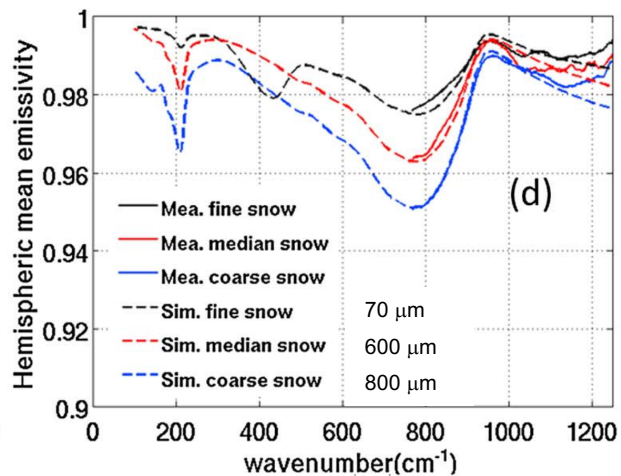 1
0.98
0.96
0.94
0.92
0.9
Hemispheric mean emissivity
(d)
Mea. fine snow
Mea. median snow
Mea. coarse snow
Sim. fine snow 70 μm
Sim. median snow 600 μm
Sim. coarse snow 800 μm
0 200 400 600 800 1000 1200
wavenumber(cm⁻¹)